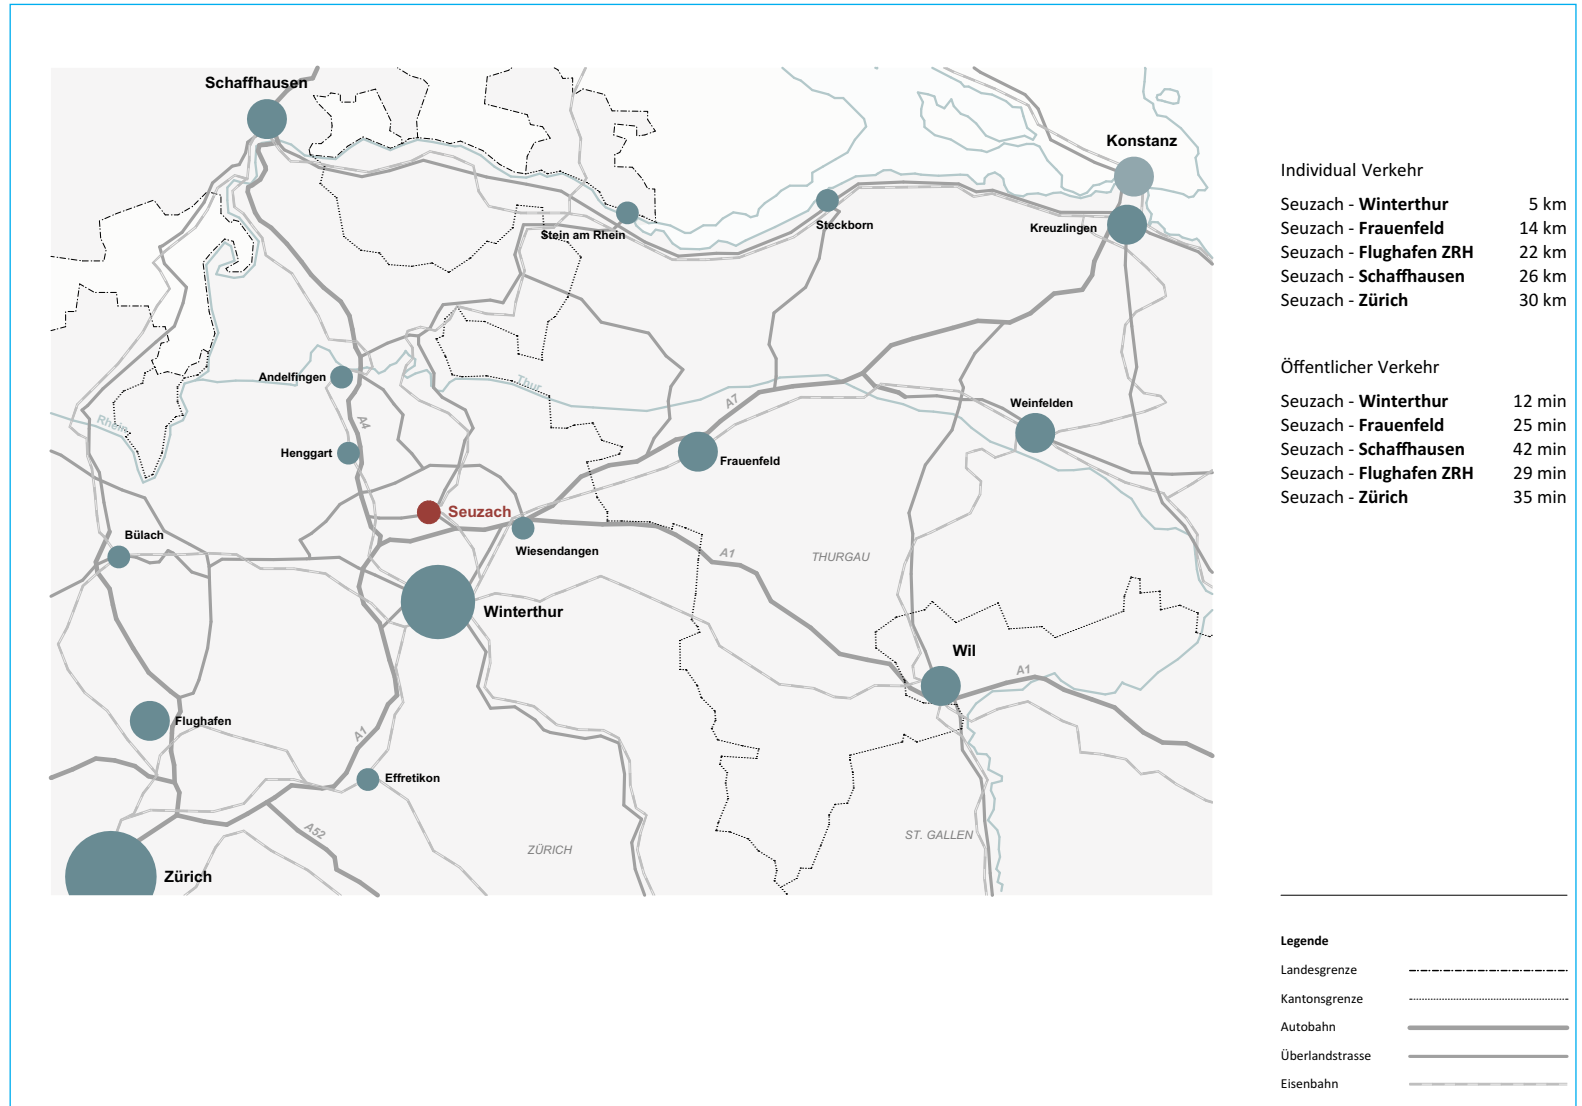 Schaffhausen
Konstanz
Stein am Rhein
Steckborn
Kreuzlingen
Andelfingen
Thur
Rhein
A4
A7
Weinfelden
Henggart
Frauenfeld
Seuzach
Bülach
Wiesendangen
A1
THURGAU
Winterthur
Wil
A1
Flughafen
A1
Effretikon
A52
ZÜRICH
ST. GALLEN
Zürich
Individual Verkehr
Seuzach - Winterthur 5 km
Seuzach - Frauenfeld 14 km
Seuzach - Flughafen ZRH 22 km
Seuzach - Schaffhausen 26 km
Seuzach - Zürich 30 km
Öffentlicher Verkehr
Seuzach - Winterthur 12 min
Seuzach - Frauenfeld 25 min
Seuzach - Schaffhausen 42 min
Seuzach - Flughafen ZRH 29 min
Seuzach - Zürich 35 min
Legende
Landesgrenze
Kantonsgrenze
Autobahn
Überlandstrasse
Eisenbahn